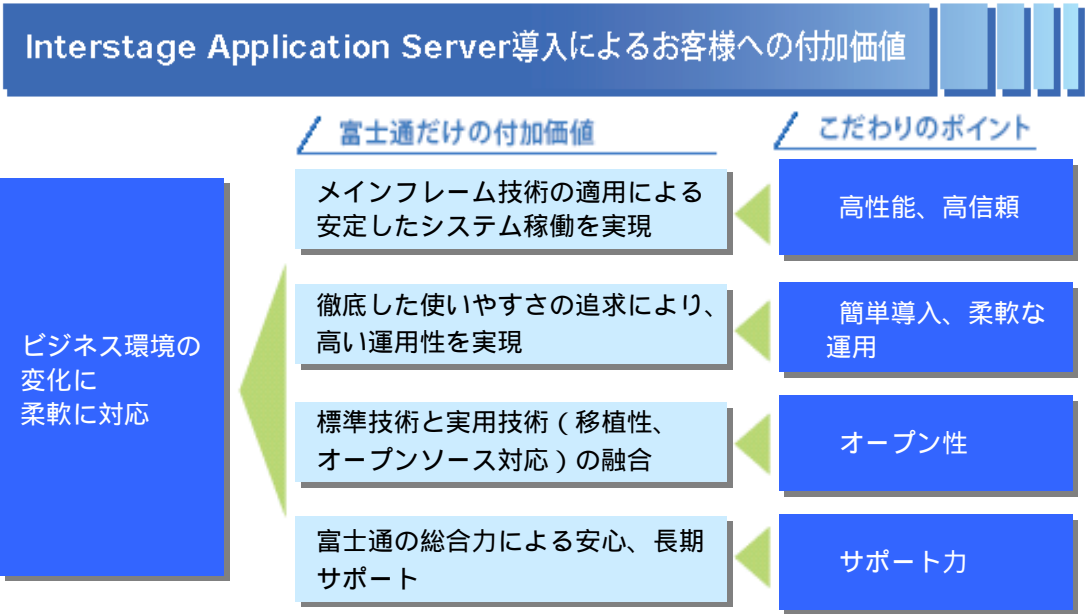 Interstage Application Server導入によるお客様への付加価値
富士通だけの付加価値
こだわりのポイント
メインフレーム技術の適用による
安定したシステム稼働を実現
高性能、高信頼
徹底した使いやすさの追求により、
高い運用性を実現
簡単導入、柔軟な
運用
ビジネス環境の
変化に
柔軟に対応
標準技術と実用技術(移植性、
オープンソース対応)の融合
オープン性
富士通の総合力による安心、長期
サポート
サポート力